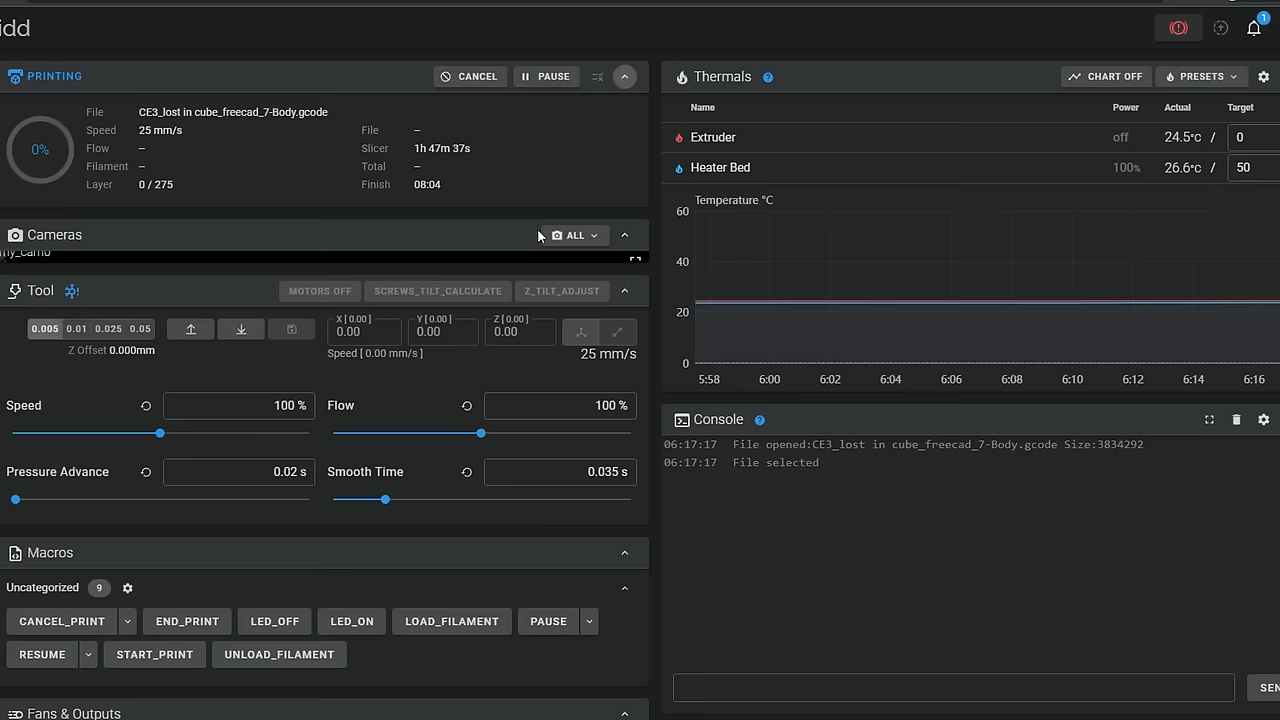 idd
1
PRINTING
CANCEL
PAUSE
0%
File CE3_lost in cube_freecad_7-Body.gcode
Speed 25 mm/s File –
Flow – Slicer 1h 47m 37s
Filament – Total –
Layer 0 / 275 Finish 08:04
Cameras
ALL
my_cam0
Tool
MOTORS OFF SCREWS_TILT_CALCULATE Z_TILT_ADJUST
0.005 0.01 0.025 0.05
Z Offset 0.000mm
X [ 0.00 ] Y [ 0.00 ] Z [ 0.00 ]
0.00 0.00 0.00
Speed [ 0.00 mm/s ] 25 mm/s
Speed 100 % Flow 100 %
Pressure Advance 0.02 s Smooth Time 0.035 s
Macros
Uncategorized 9
CANCEL_PRINT END_PRINT LED_OFF LED_ON LOAD_FILAMENT PAUSE
RESUME START_PRINT UNLOAD_FILAMENT
Fans & Outputs
Thermals
CHART OFF PRESETS
Name Power Actual Target
Extruder off 24.5°C / 0
Heater Bed 100% 26.6°C / 50
Temperature °C
60
40
20
0
5:58 6:00 6:02 6:04 6:06 6:08 6:10 6:12 6:14 6:16
Console
06:17:17 File opened:CE3_lost in cube_freecad_7-Body.gcode Size:3834292
06:17:17 File selected
SEN